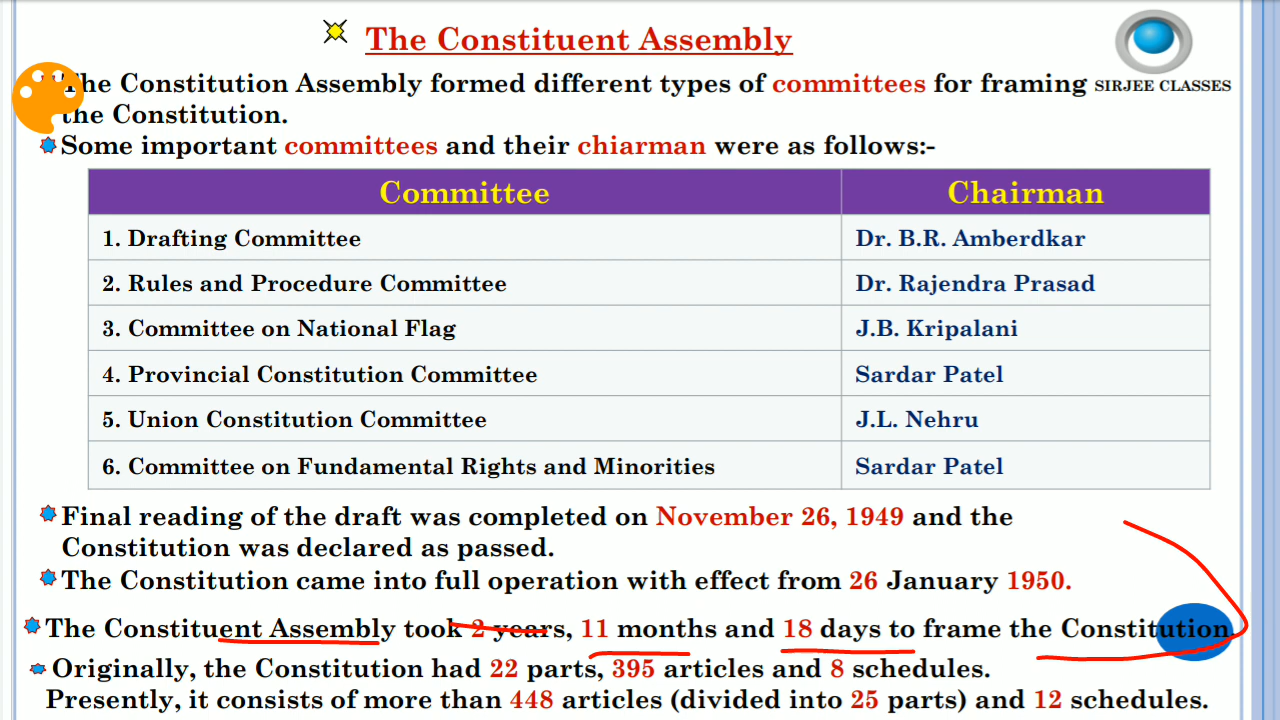 The Constituent Assembly
The Constitution Assembly formed different types of committees for framing
SIRJEE CLASSES
the Constitution.
Some important committees and their chiarman were as follows:-
Committee Chairman
1. Drafting Committee Dr. B.R. Amberdkar
2. Rules and Procedure Committee Dr. Rajendra Prasad
3. Committee on National Flag J.B. Kripalani
4. Provincial Constitution Committee Sardar Patel
5. Union Constitution Committee J.L. Nehru
6. Committee on Fundamental Rights and Minorities Sardar Patel
Final reading of the draft was completed on November 26, 1949 and the
Constitution was declared as passed.
The Constitution came into full operation with effect from 26 January 1950.
The Constituent Assembly took 2 years, 11 months and 18 days to frame the Constitution.
Originally, the Constitution had 22 parts, 395 articles and 8 schedules.
Presently, it consists of more than 448 articles (divided into 25 parts) and 12 schedules.